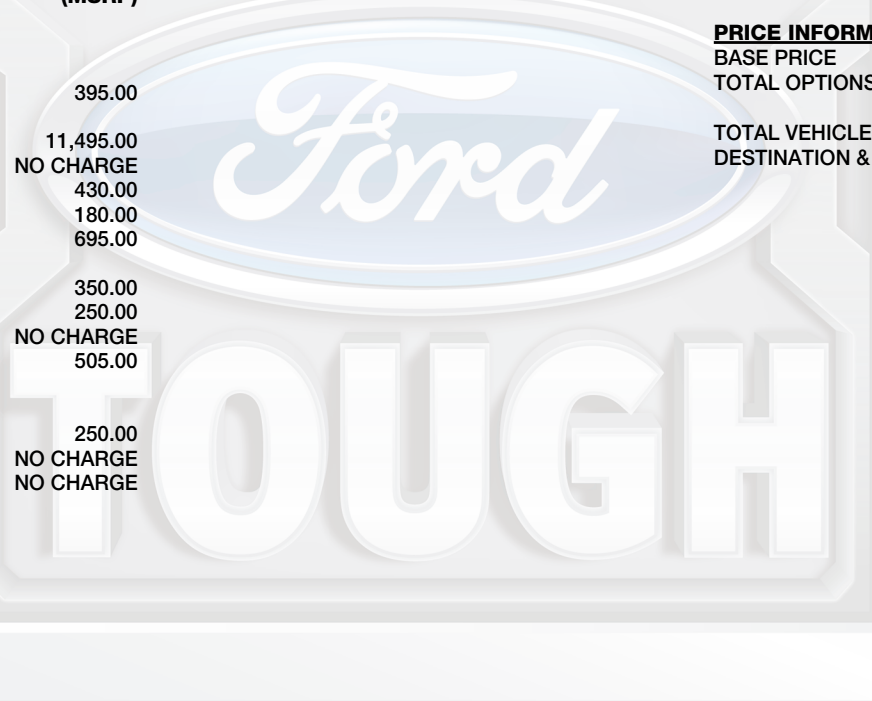 (MSRP)
395.00
11,495.00
NO CHARGE
430.00
180.00
695.00
350.00
250.00
NO CHARGE
505.00
250.00
NO CHARGE
NO CHARGE
PRICE INFORM
BASE PRICE
TOTAL OPTIONS
TOTAL VEHICLE
DESTINATION &
Ford
TOUGH